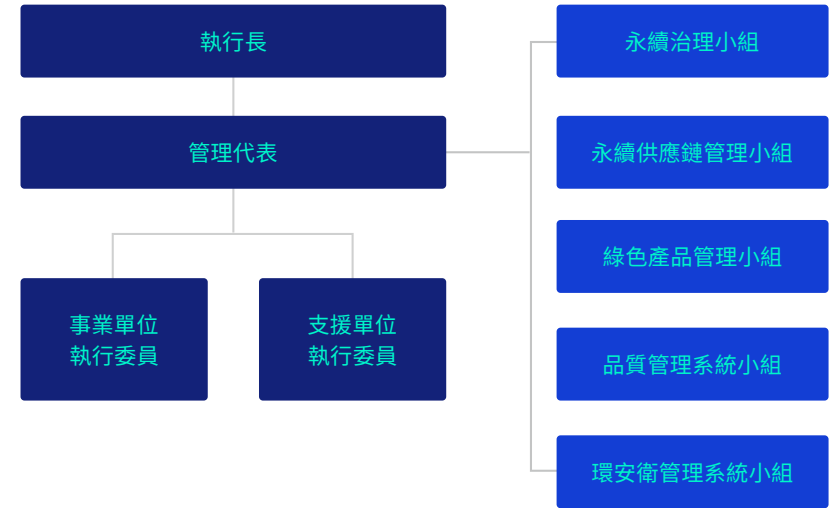 執行長
管理代表
事業單位
執行委員
支援單位
執行委員
永續治理小組
永續供應鏈管理小組
綠色產品管理小組
品質管理系統小組
環安衛管理系統小組